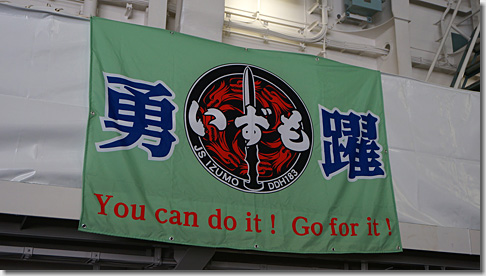 勇 いずも 躍
JS IZUMO DDH183
You can do it! Go for it!